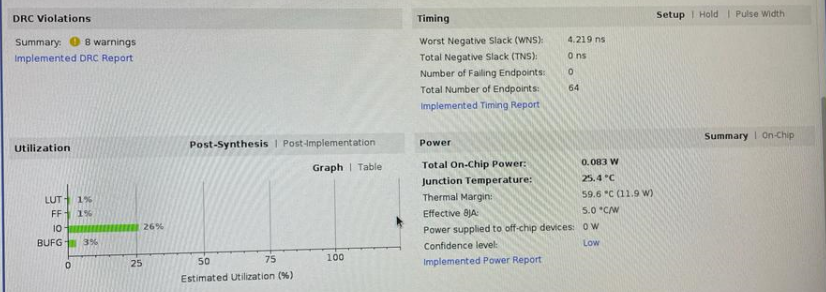 DRC Violations
Summary: 8 warnings
Implemented DRC Report
Timing
Setup | Hold | Pulse Width
Worst Negative Slack (WNS): 4.219 ns
Total Negative Slack (TNS): 0 ns
Number of Failing Endpoints: 0
Total Number of Endpoints: 64
Implemented Timing Report
Utilization
Post-Synthesis | Post-Implementation
Graph | Table
LUT 1%
FF 1%
IO 26%
BUFG 3%
0 25 50 75 100
Estimated Utilization (%)
Power
Summary | On-Chip
Total On-Chip Power: 0.083 W
Junction Temperature: 25.4 °C
Thermal Margin: 59.6 °C (11.9 W)
Effective θJA: 5.0 °C/W
Power supplied to off-chip devices: 0 W
Confidence level: Low
Implemented Power Report